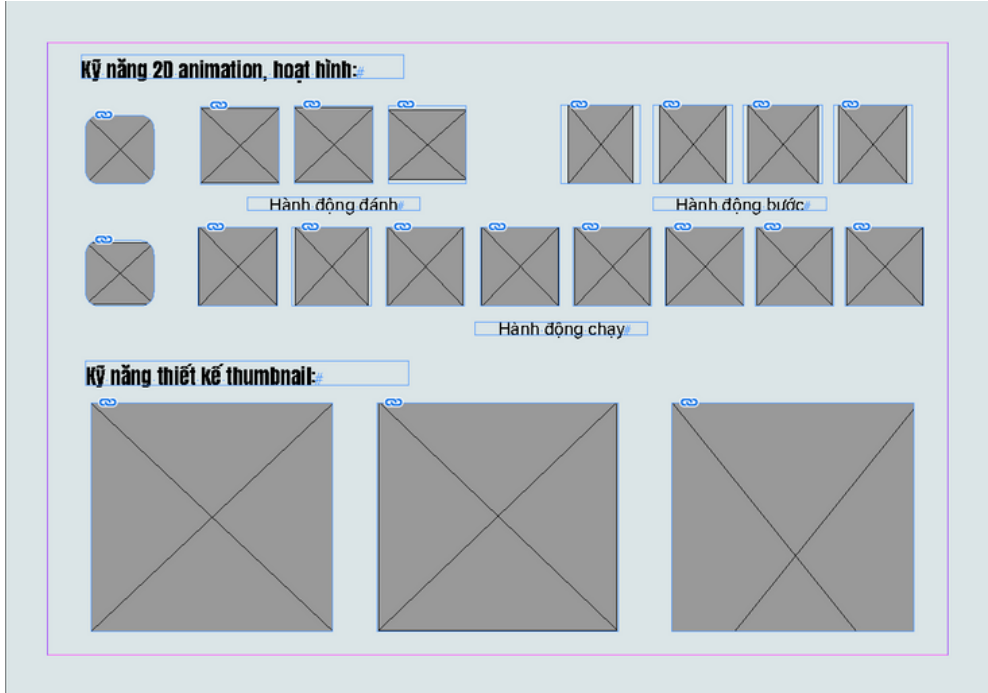 Kỹ năng 2D animation, hoạt hình:
Hành động đánh
Hành động bước
Hành động chạy
Kỹ năng thiết kế thumbnail: